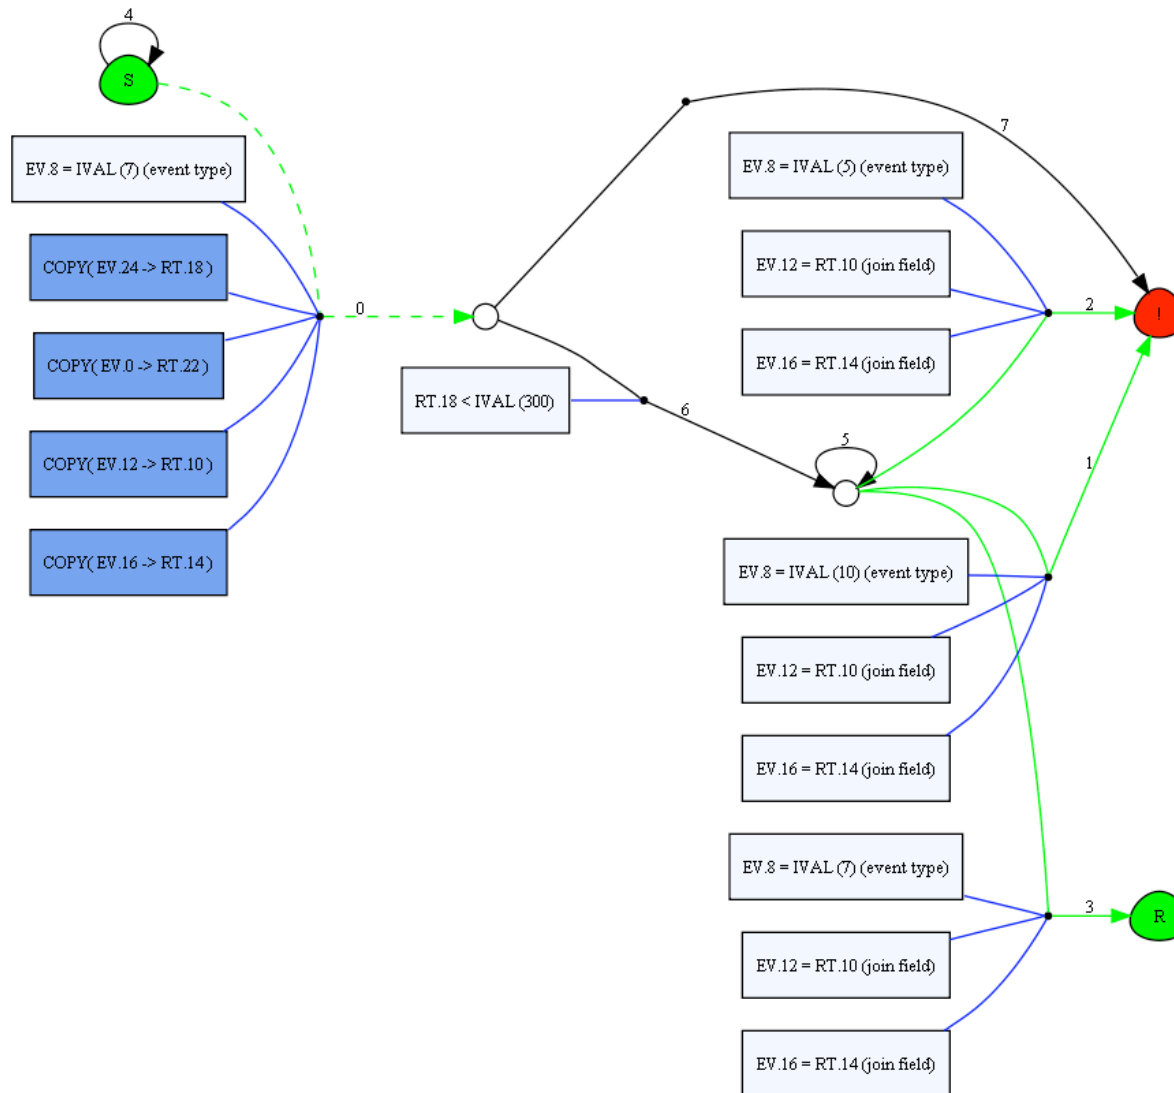 4
S
EV.8 = IVAL (7) (event type)
COPY( EV.24 -> RT.18 )
COPY( EV.0 -> RT.22 )
COPY( EV.12 -> RT.10 )
COPY( EV.16 -> RT.14 )
0
RT.18 < IVAL (300)
6
7
EV.8 = IVAL (5) (event type)
EV.12 = RT.10 (join field)
EV.16 = RT.14 (join field)
2
!
5
1
EV.8 = IVAL (10) (event type)
EV.12 = RT.10 (join field)
EV.16 = RT.14 (join field)
EV.8 = IVAL (7) (event type)
EV.12 = RT.10 (join field)
EV.16 = RT.14 (join field)
3
R